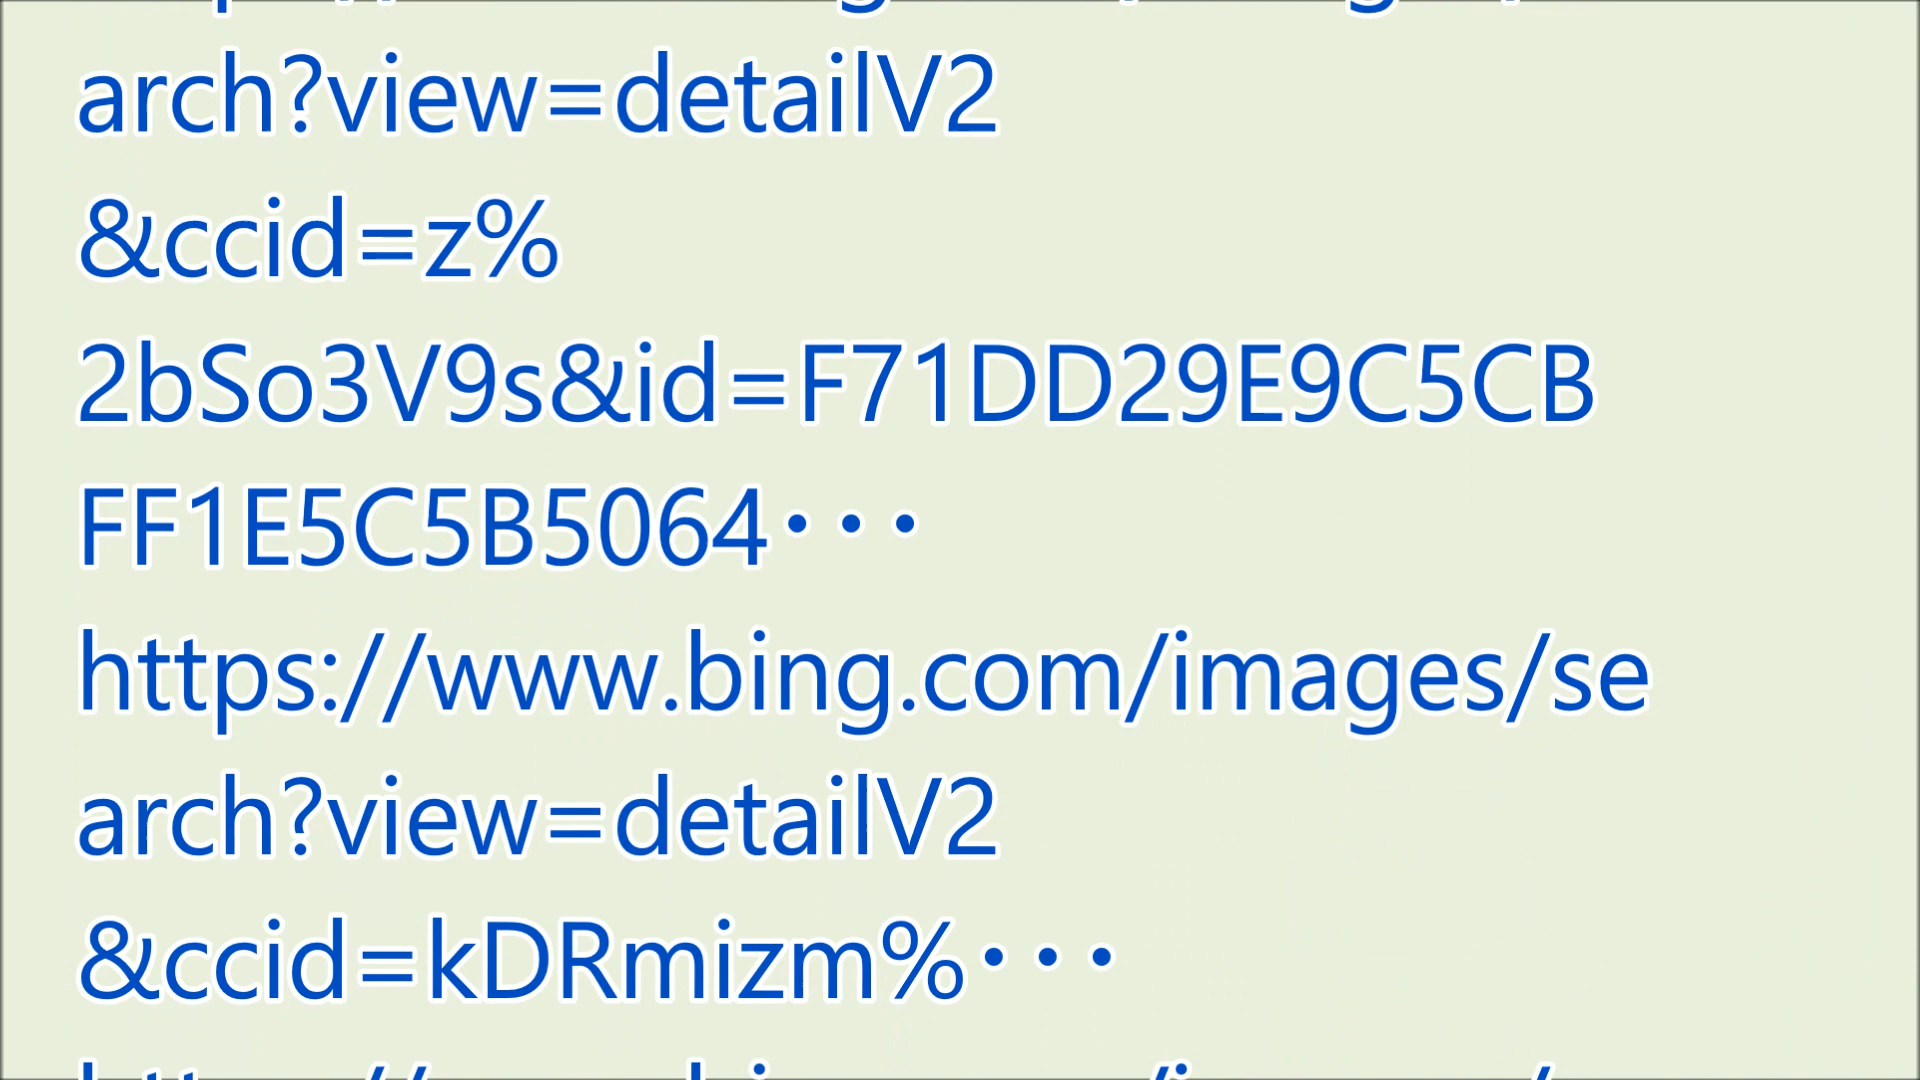 arch?view=detailV2
&ccid=z%
2bSo3V9s&id=F71DD29E9C5CB
FF1E5C5B5064・・・
https://www.bing.com/images/se
arch?view=detailV2
&ccid=kDRmizm%・・・